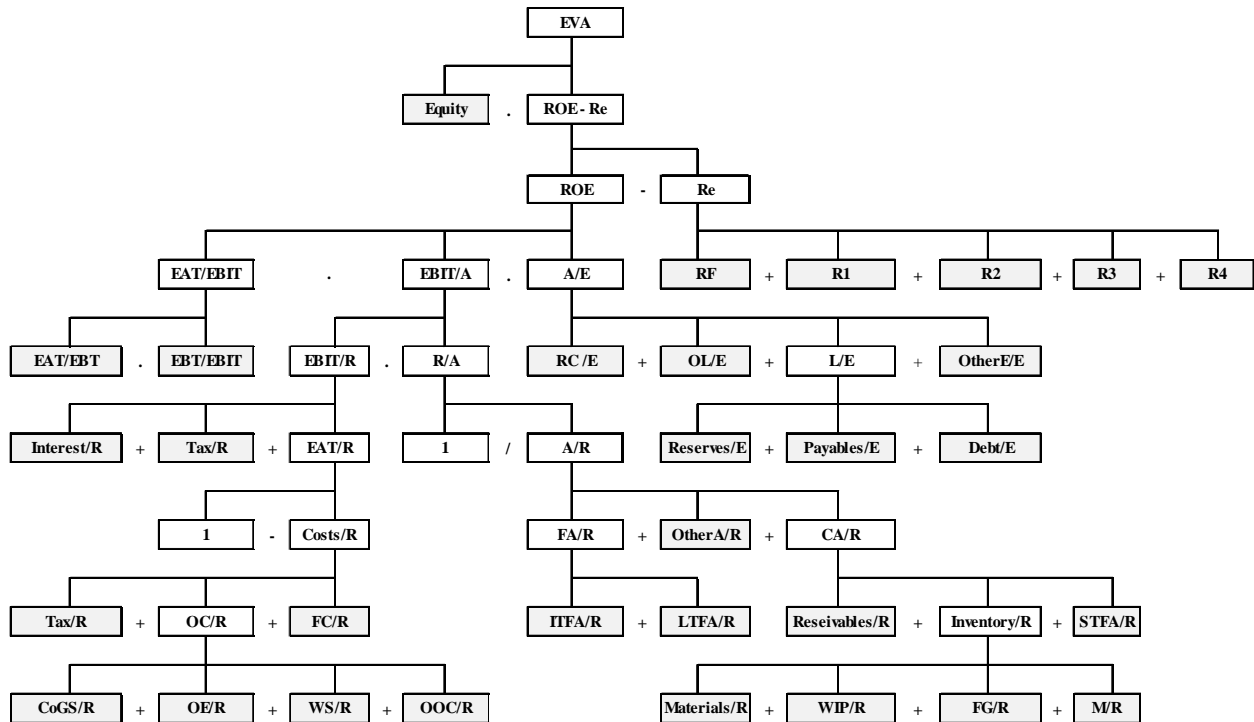 EVA
Equity . ROE - Re
ROE - Re
EAT/EBIT . EBIT/A . A/E RF + R1 + R2 + R3 + R4
EAT/EBT . EBT/EBIT EBIT/R . R/A RC/E + OL/E + L/E + OtherE/E
Interest/R + Tax/R + EAT/R 1 / A/R Reserves/E + Payables/E + Debt/E
1 - Costs/R FA/R + OtherA/R + CA/R
Tax/R + OC/R + FC/R ITFA/R + LTFA/R Reseivables/R + Inventory/R + STFA/R
CoGS/R + OE/R + WS/R + OOC/R Materials/R + WIP/R + FG/R + M/R